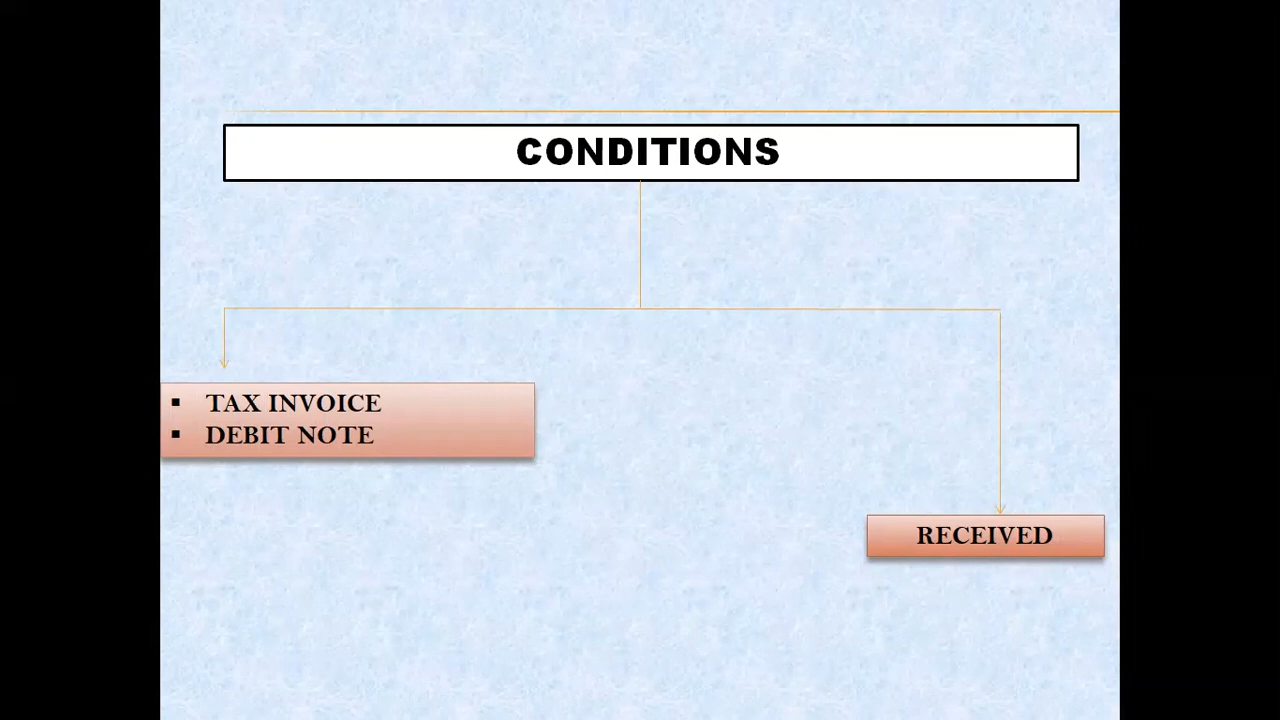 CONDITIONS
▪ TAX INVOICE
▪ DEBIT NOTE
RECEIVED